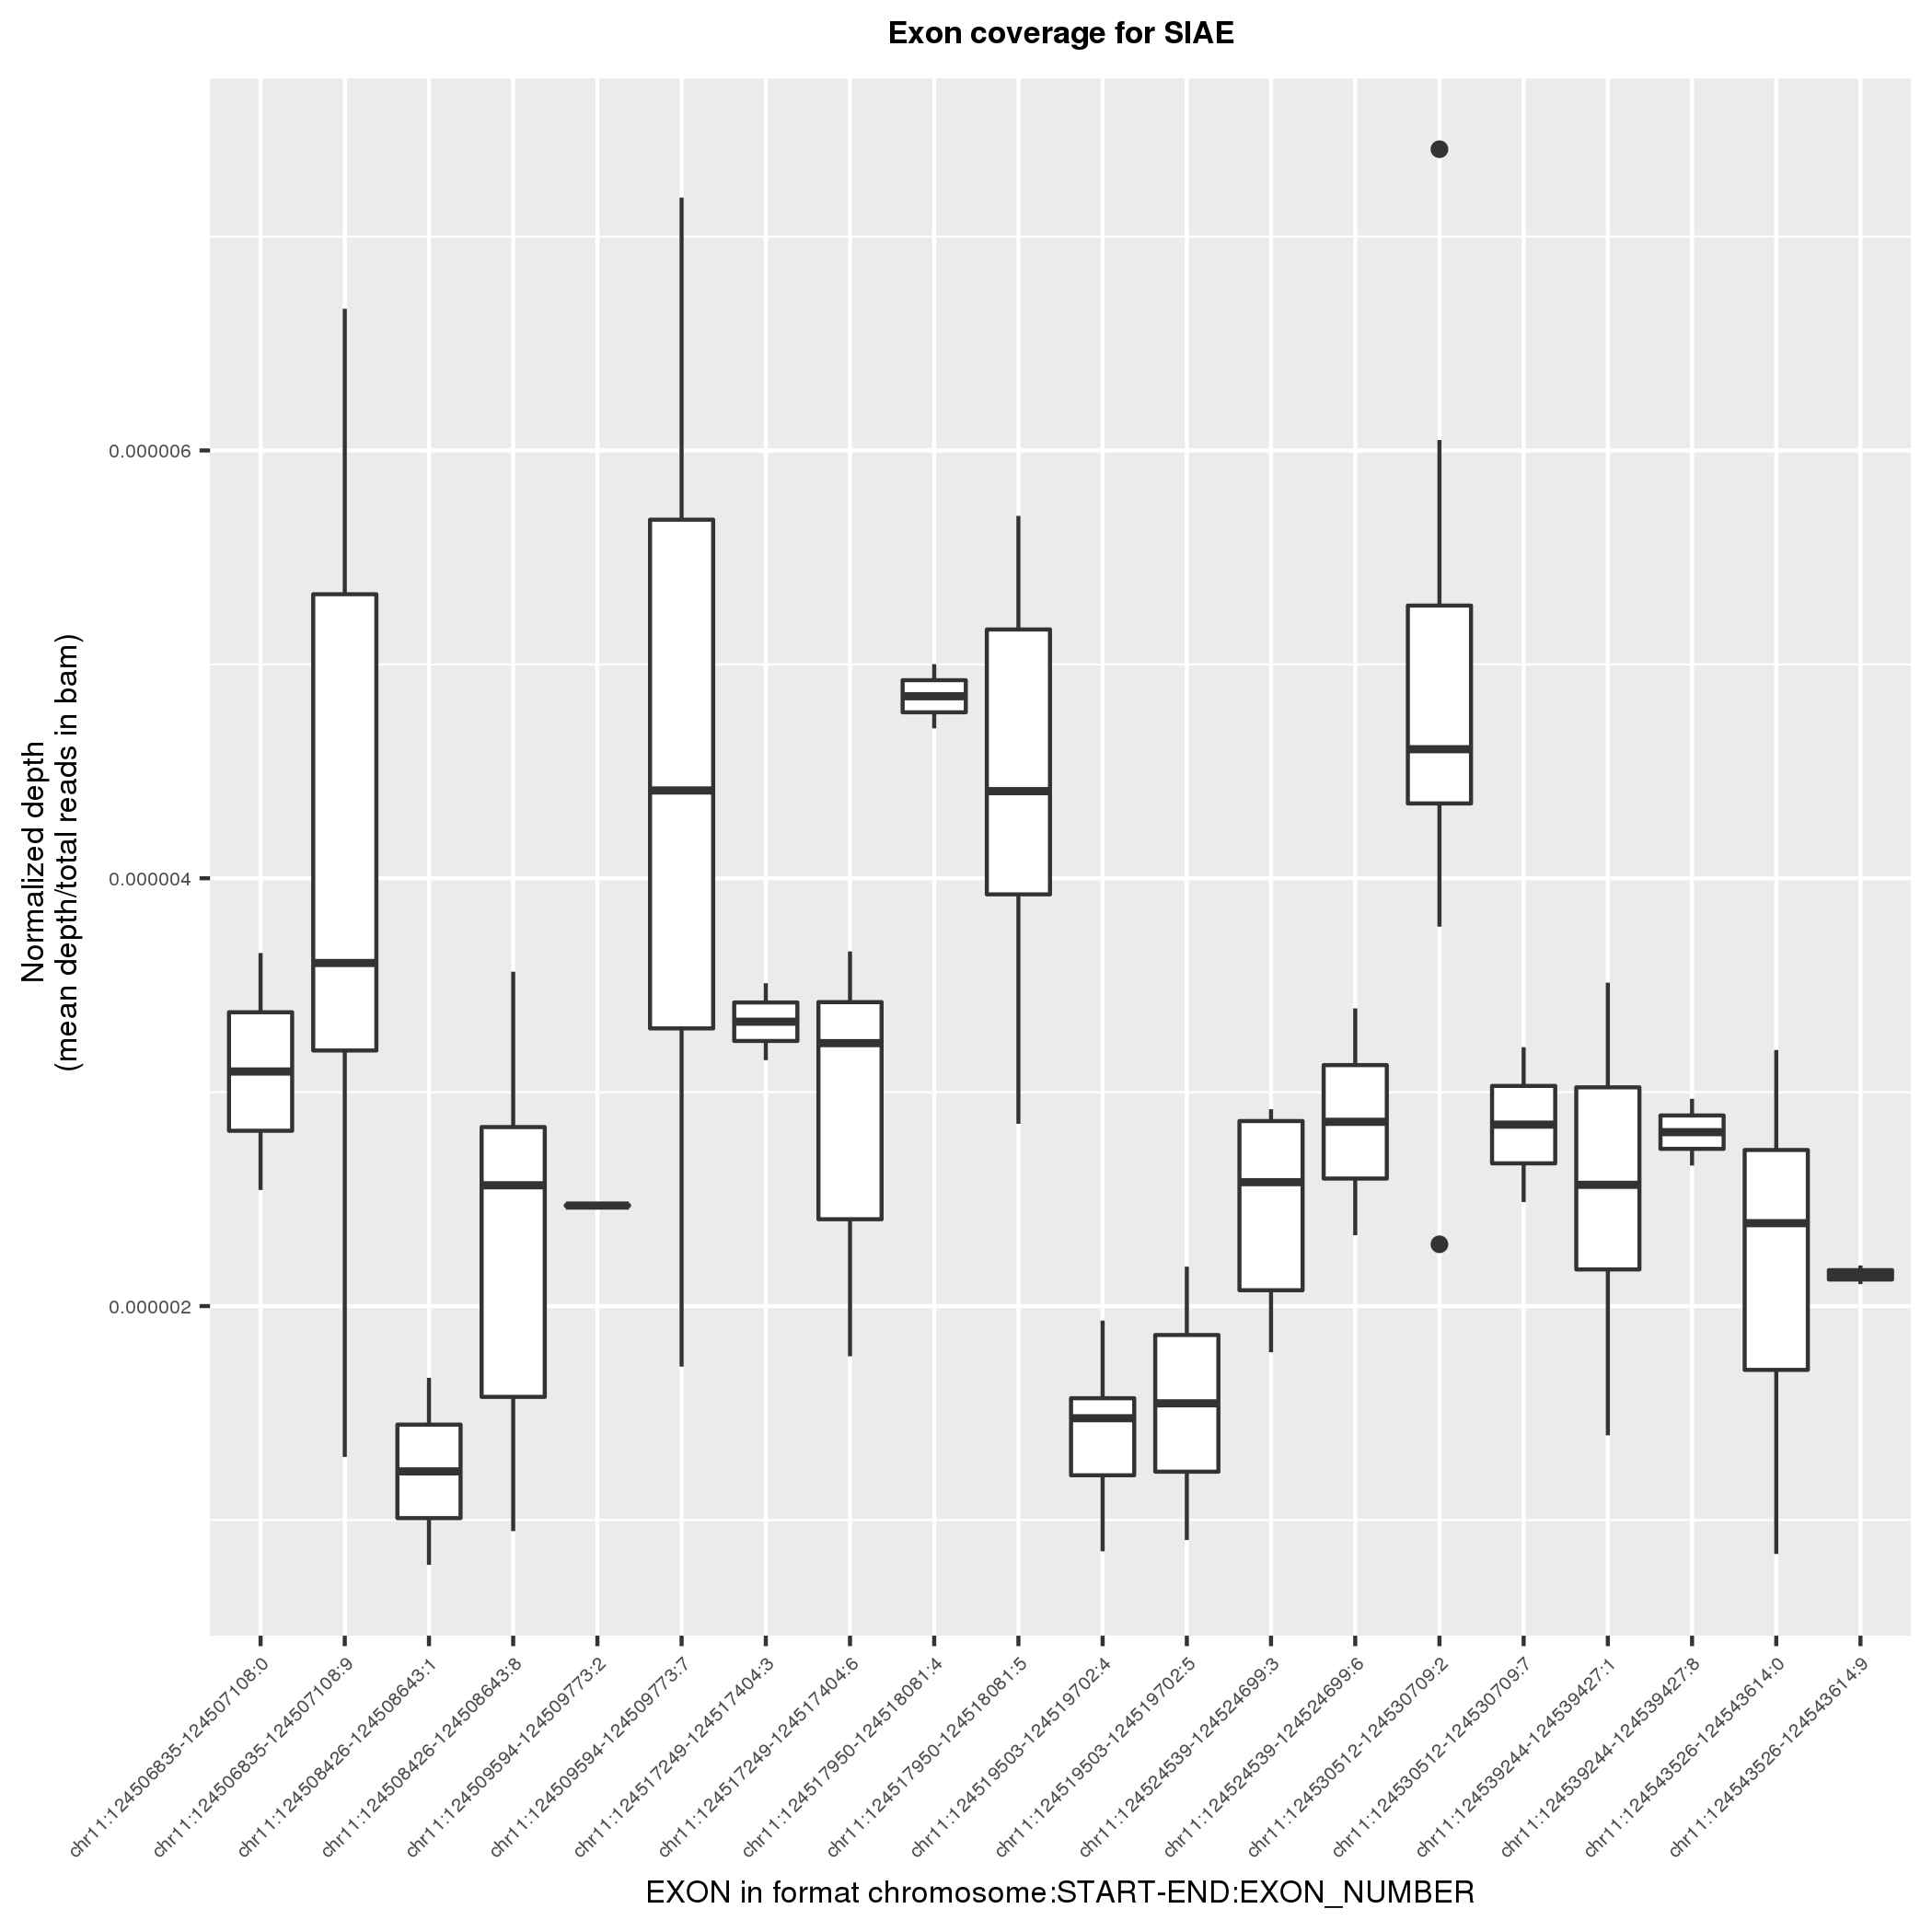 Exon coverage for SIAE
Normalized depth
(mean depth/total reads in bam)
0.000006
0.000004
0.000002
chr11:124506835-124507108:0
chr11:124506835-124507108:9
chr11:124508426-124508643:1
chr11:124508426-124508643:8
chr11:124509594-124509773:2
chr11:124509594-124509773:7
chr11:124517249-124517404:3
chr11:124517249-124517404:6
chr11:124517950-124518081:4
chr11:124517950-124518081:5
chr11:124519503-124519702:4
chr11:124519503-124519702:5
chr11:124524539-124524699:3
chr11:124524539-124524699:6
chr11:124530512-124530709:2
chr11:124530512-124530709:7
chr11:124539244-124539427:1
chr11:124539244-124539427:8
chr11:124543526-124543614:0
chr11:124543526-124543614:9
EXON in format chromosome:START-END:EXON_NUMBER